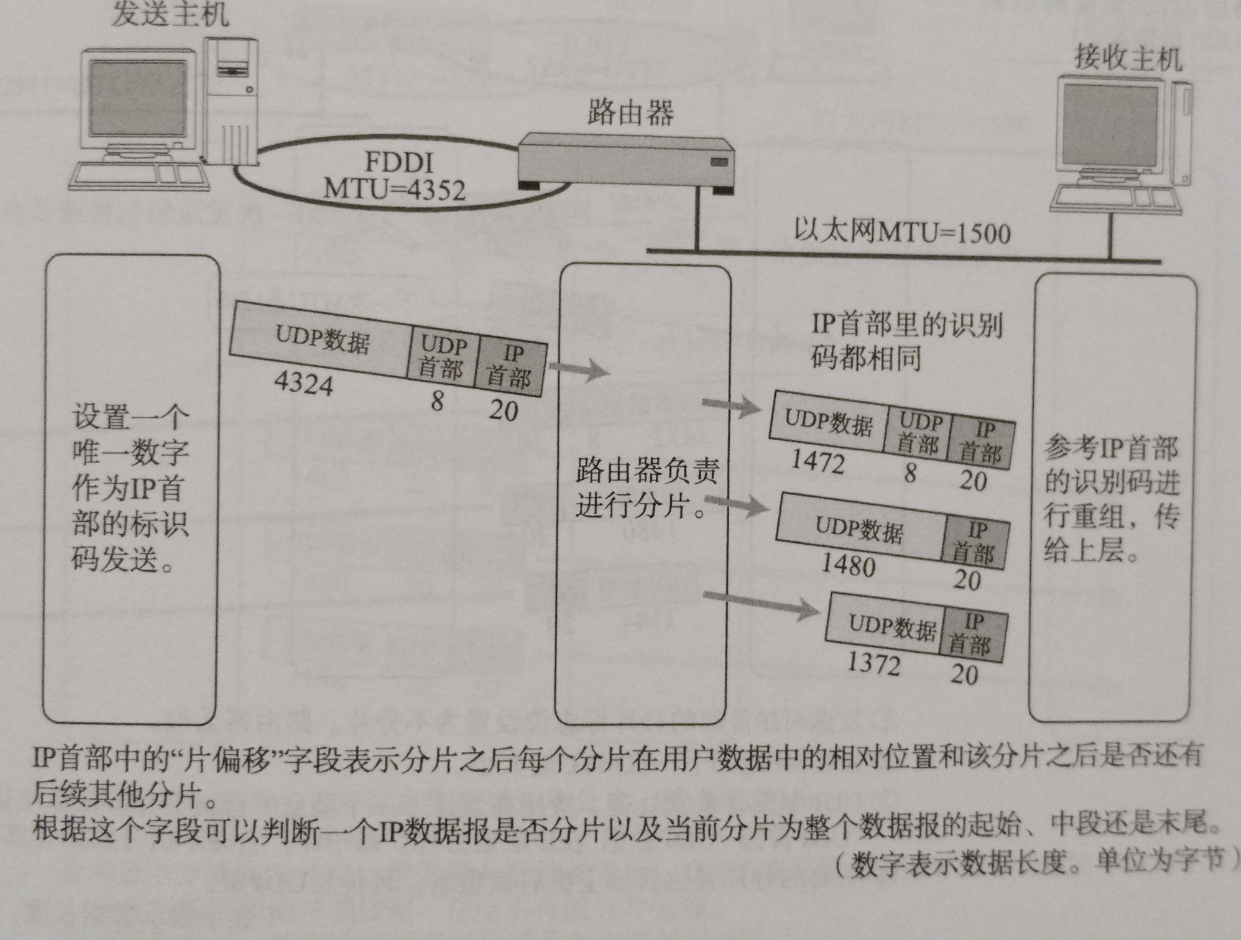 发送主机
接收主机
路由器
FDDI
MTU=4352
以太网MTU=1500
设置一个
唯一数字
作为IP首
部的标识
码发送。
UDP数据
UDP
首部
IP
首部
4324
8
20
路由器负责
进行分片。
IP首部里的识别
码都相同
UDP数据
UDP
首部
IP
首部
1472
8
20
UDP数据
IP
首部
1480
20
UDP数据
IP
首部
1372
20
参考IP首部
的识别码进
行重组，传
给上层。
IP首部中的“片偏移”字段表示分片之后每个分片在用户数据中的相对位置和该分片之后是否还有
后续其他分片。
根据这个字段可以判断一个IP数据报是否分片以及当前分片为整个数据报的起始、中段还是末尾。
（数字表示数据长度。单位为字节）